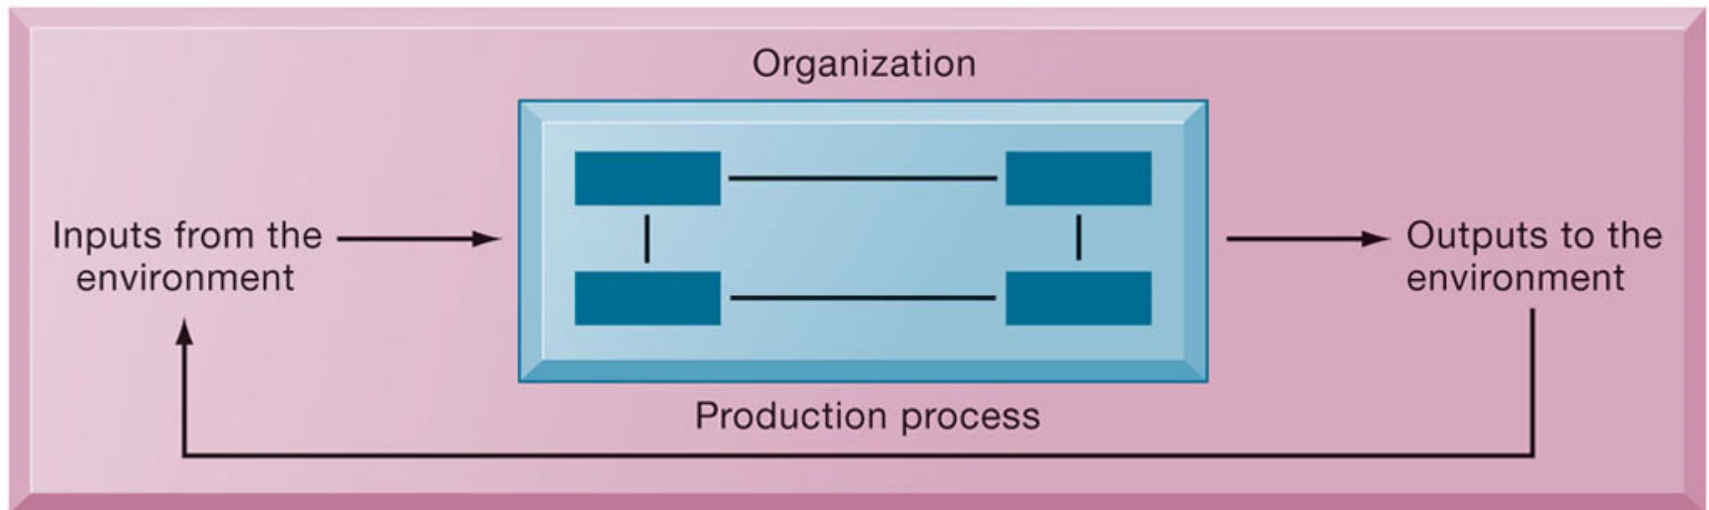 Organization
Inputs from the
environment
Outputs to the
environment
Production process